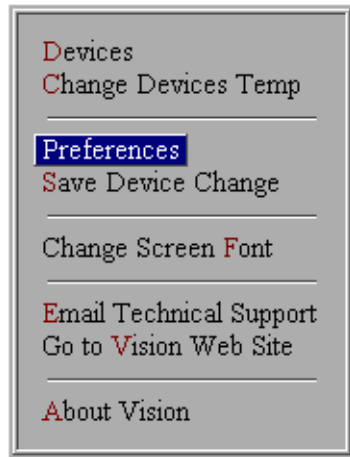 Devices
Change Devices Temp
Preferences
Save Device Change
Change Screen Font
Email Technical Support
Go to Vision Web Site
About Vision